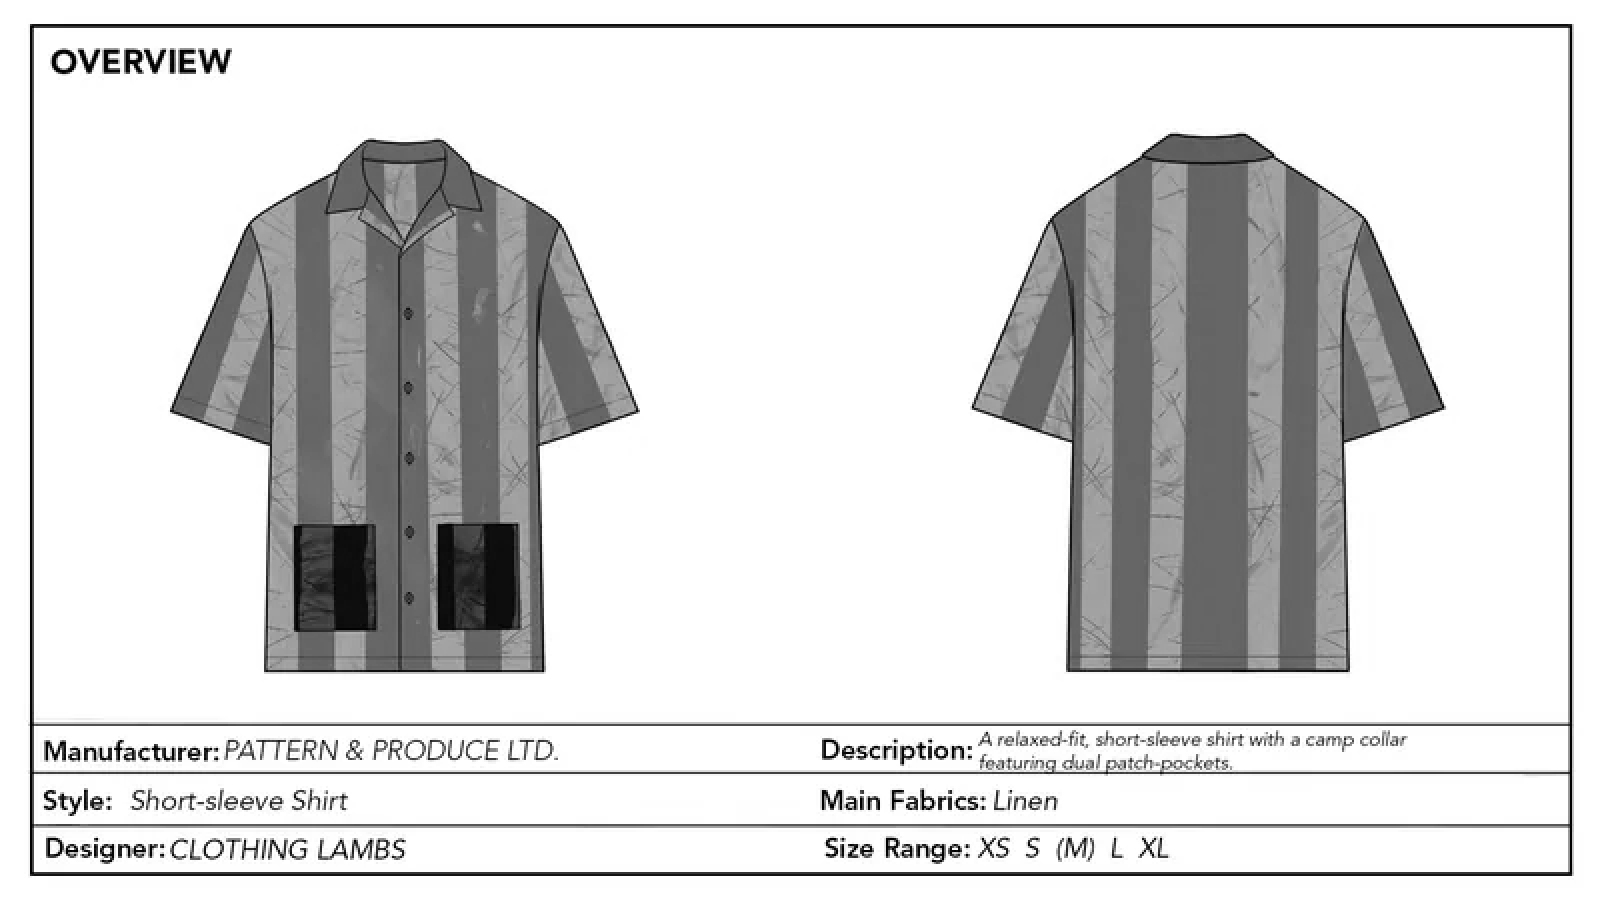 OVERVIEW
Manufacturer: PATTERN & PRODUCE LTD.
Description: A relaxed-fit, short-sleeve shirt with a camp collar
featuring dual patch-pockets.
Style: Short-sleeve Shirt
Main Fabrics: Linen
Designer: CLOTHING LAMBS
Size Range: XS S (M) L XL